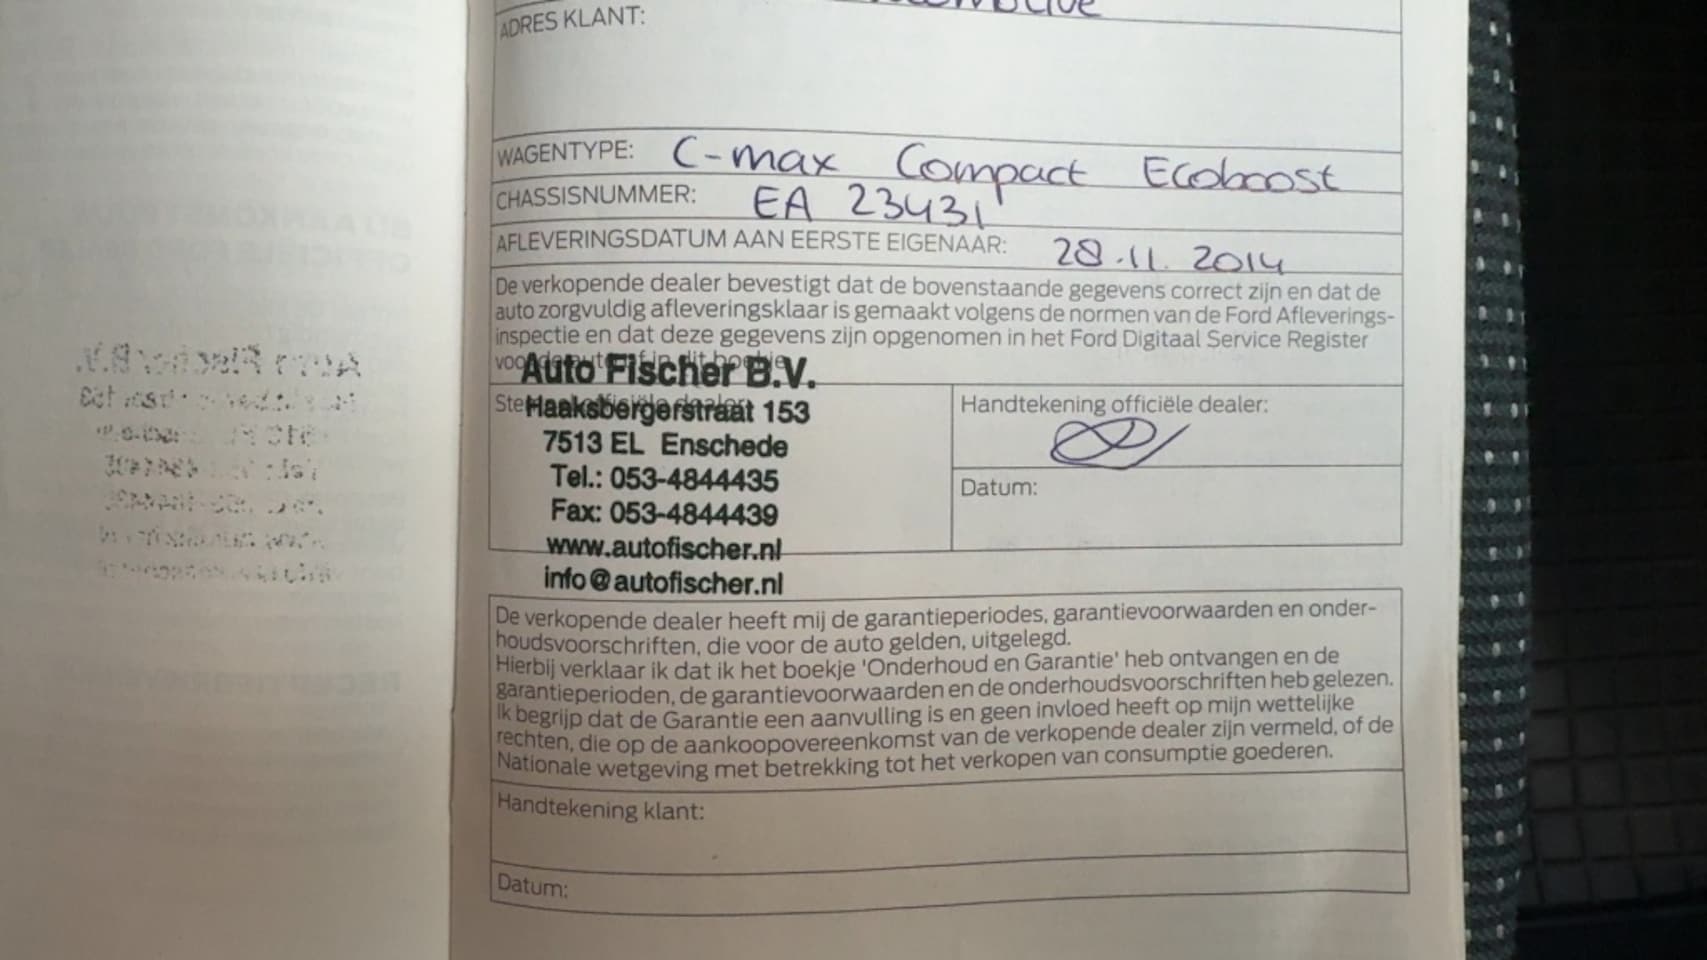 ADRES KLANT:
WAGENTYPE: C-max Compact Ecoboost
CHASSISNUMMER: EA 23431
AFLEVERINGSDATUM AAN EERSTE EIGENAAR: 28.11.2014
De verkopende dealer bevestigt dat de bovenstaande gegevens correct zijn en dat de
auto zorgvuldig afleveringsklaar is gemaakt volgens de normen van de Ford Afleverings-
inspectie en dat deze gegevens zijn opgenomen in het Ford Digitaal Service Register
in dit boekje
Auto Fischer B.V.
Haaksbergerstraat 153
7513 EL Enschede
Tel.: 053-4844435
Fax: 053-4844439
www.autofischer.nl
info@autofischer.nl
Handtekening officiële dealer:
Datum:
De verkopende dealer heeft mij de garantieperiodes, garantievoorwaarden en onder-
houdsvoorschriften, die voor de auto gelden, uitgelegd.
Hierbij verklaar ik dat ik het boekje 'Onderhoud en Garantie' heb ontvangen en de
garantieperioden, de garantievoorwaarden en de onderhoudsvoorschriften heb gelezen.
Ik begrijp dat de Garantie een aanvulling is en geen invloed heeft op mijn wettelijke
rechten, die op de aankoopovereenkomst van de verkopende dealer zijn vermeld, of de
Nationale wetgeving met betrekking tot het verkopen van consumptie goederen.
Handtekening klant:
Datum: